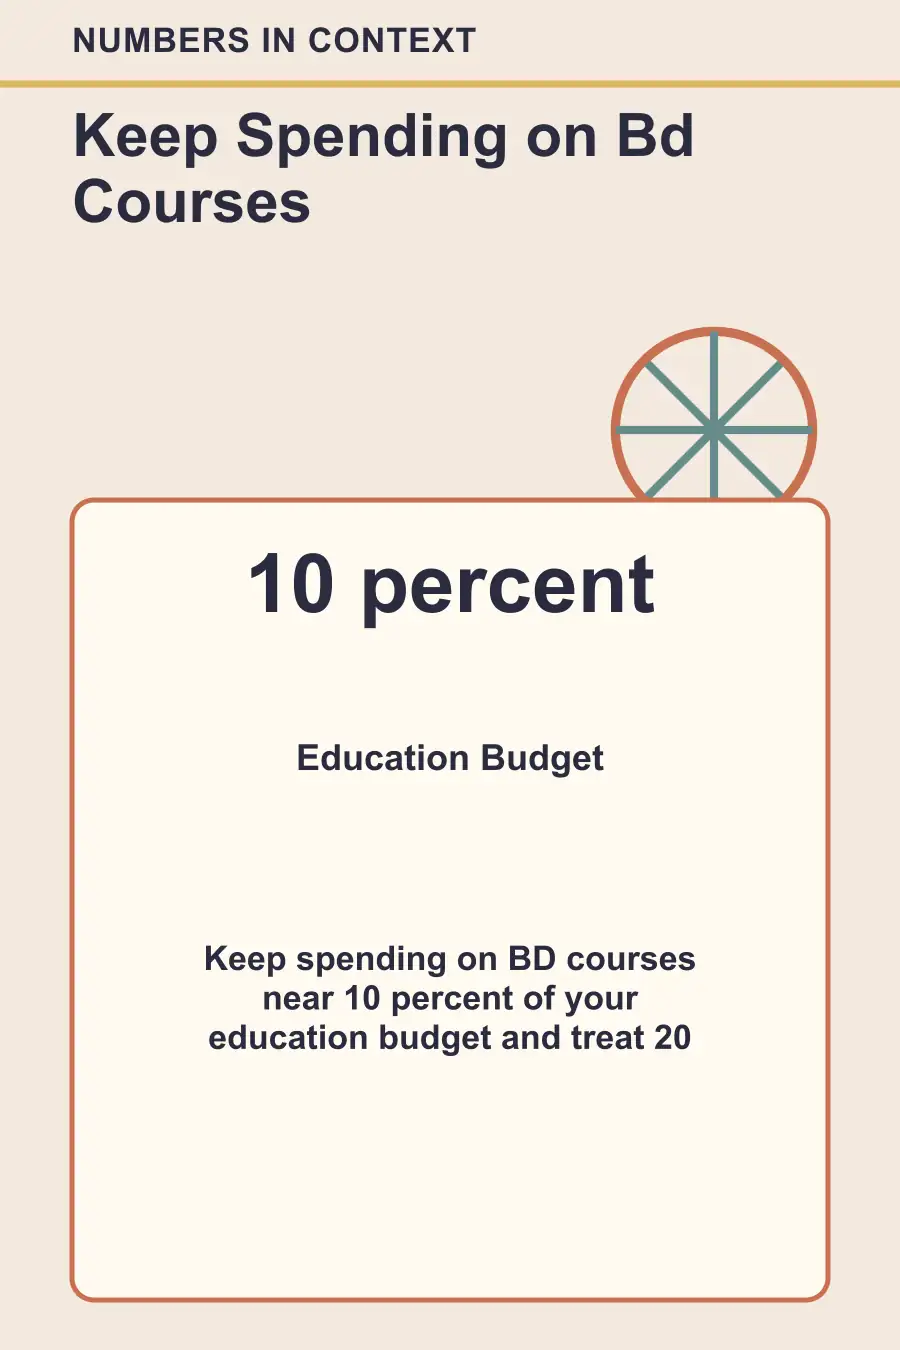 NUMBERS IN CONTEXT
Keep Spending on Bd
Courses
10 percent
Education Budget
Keep spending on BD courses
near 10 percent of your
education budget and treat 20